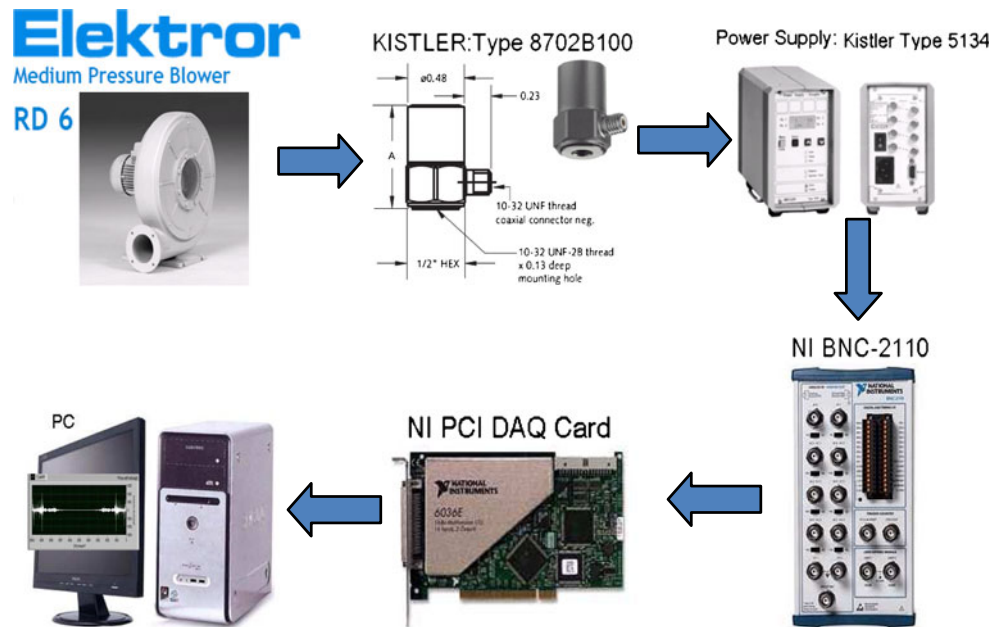 Elektror
Medium Pressure Blower
RD 6
KISTLER:Type 8702B100
ø0.48
0.23
A
10-32 UNF thread
coaxial connector neg.
10-32 UNF-2B thread
x 0.13 deep
mounting hole
1/2" HEX
Power Supply: Kistler Type 5134
NI BNC-2110
NATIONAL
INSTRUMENTS
BNC-2110
NI PCI DAQ Card
NATIONAL
INSTRUMENTS
6036E
PC